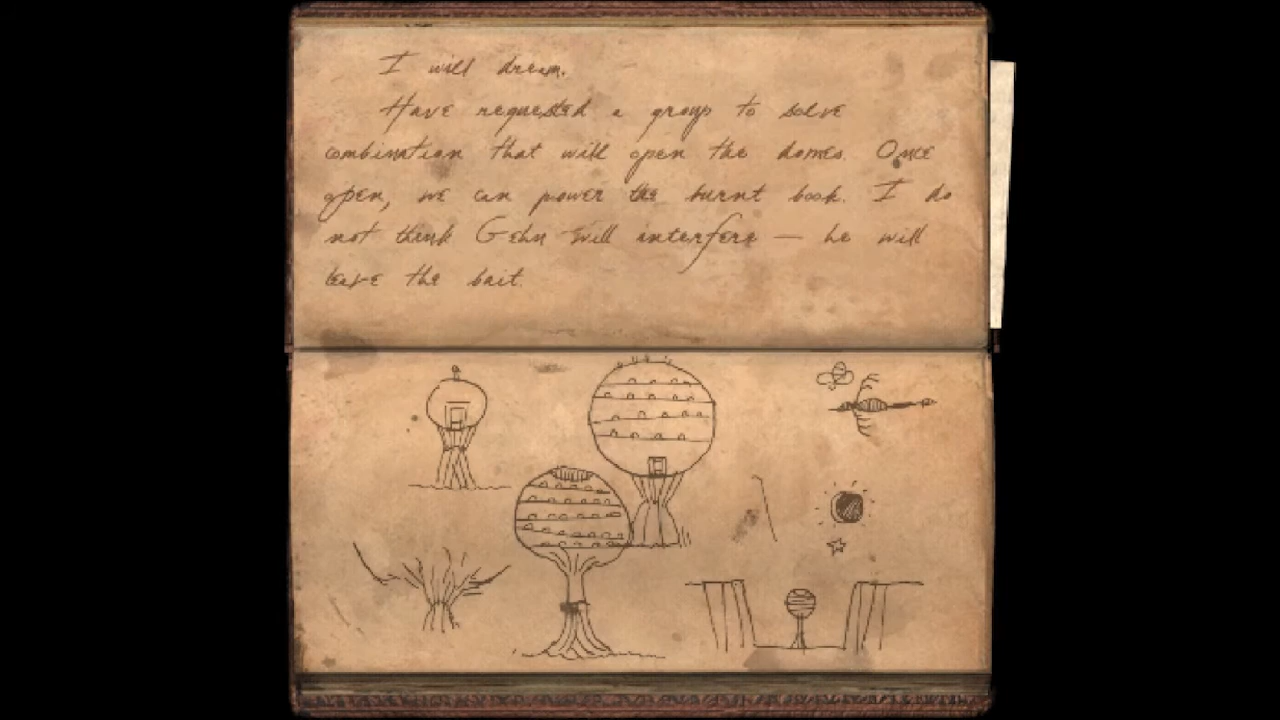 I will dream.
Have requested a group to solve
combination that will open the domes. Once
open, we can power the burnt book. I do
not think Gehn will interfere — he will
leave the bait.